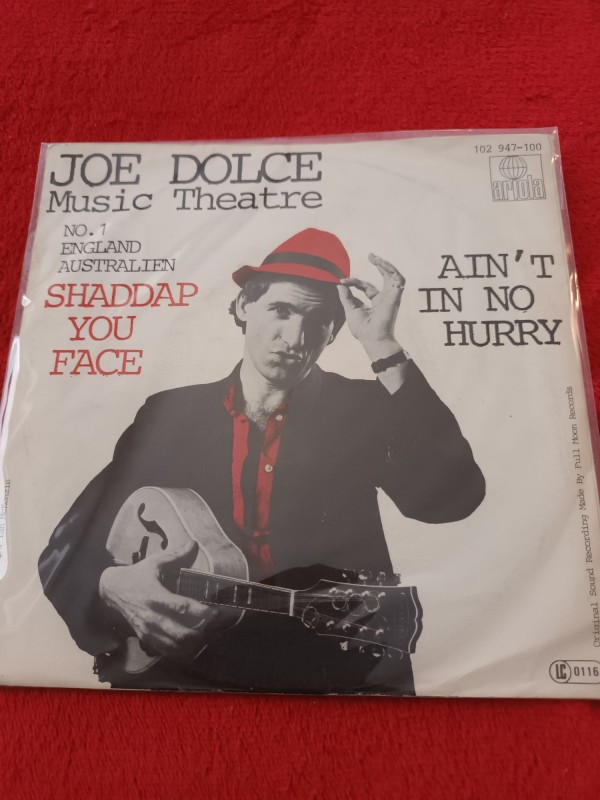 JOE DOLCE
Music Theatre
102 947-100
ariola
NO.1
ENGLAND
AUSTRALIEN
SHADDAP
YOU
FACE
AIN'T
IN NO
HURRY
Original Sound Recording Made By Full Moon Records
LC 0116